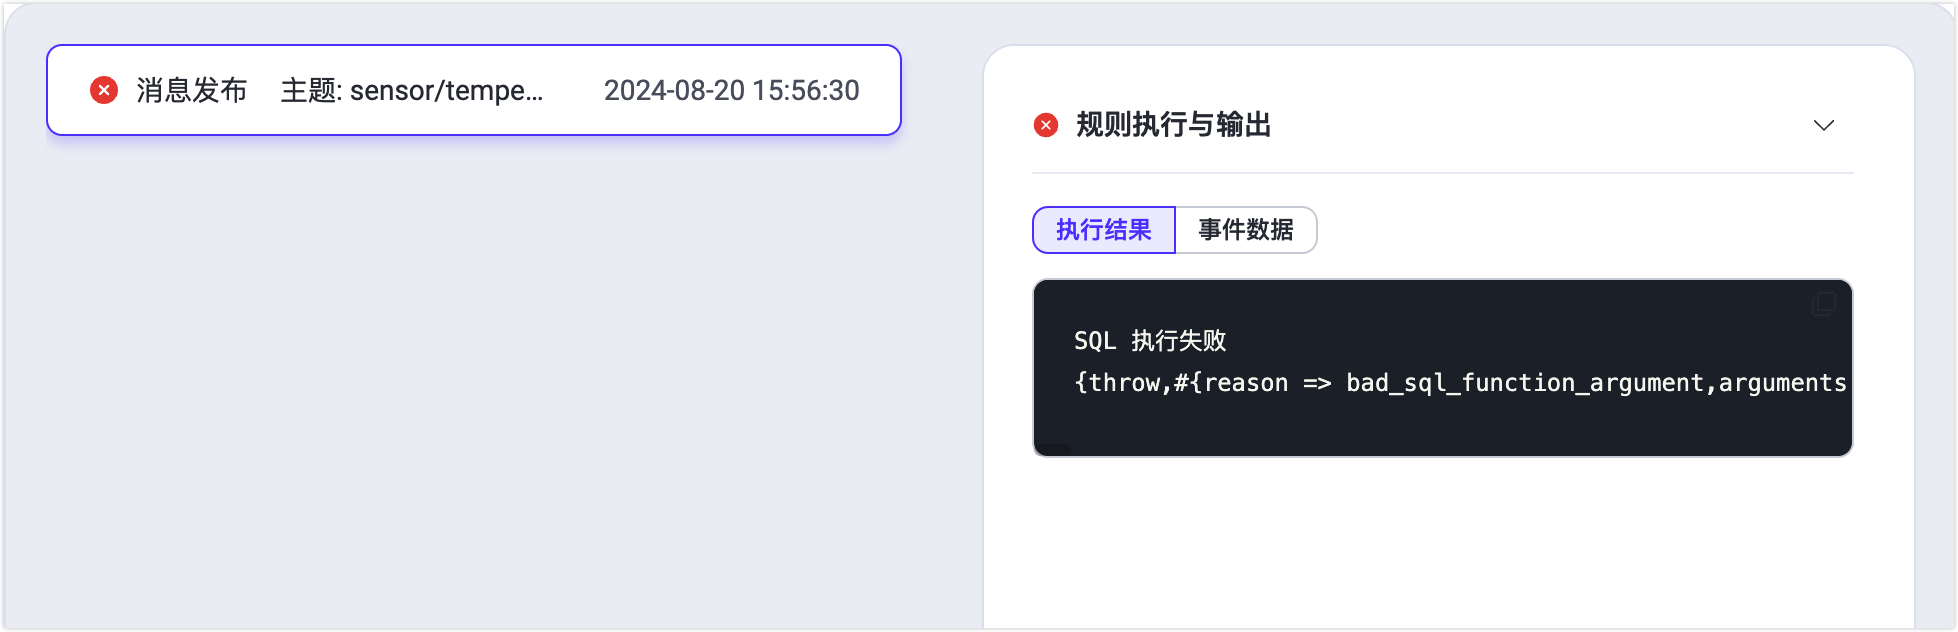 消息发布 主题: sensor/tempe... 2024-08-20 15:56:30
规则执行与输出
执行结果 事件数据
SQL 执行失败
{throw,#{reason => bad_sql_function_argument,arguments